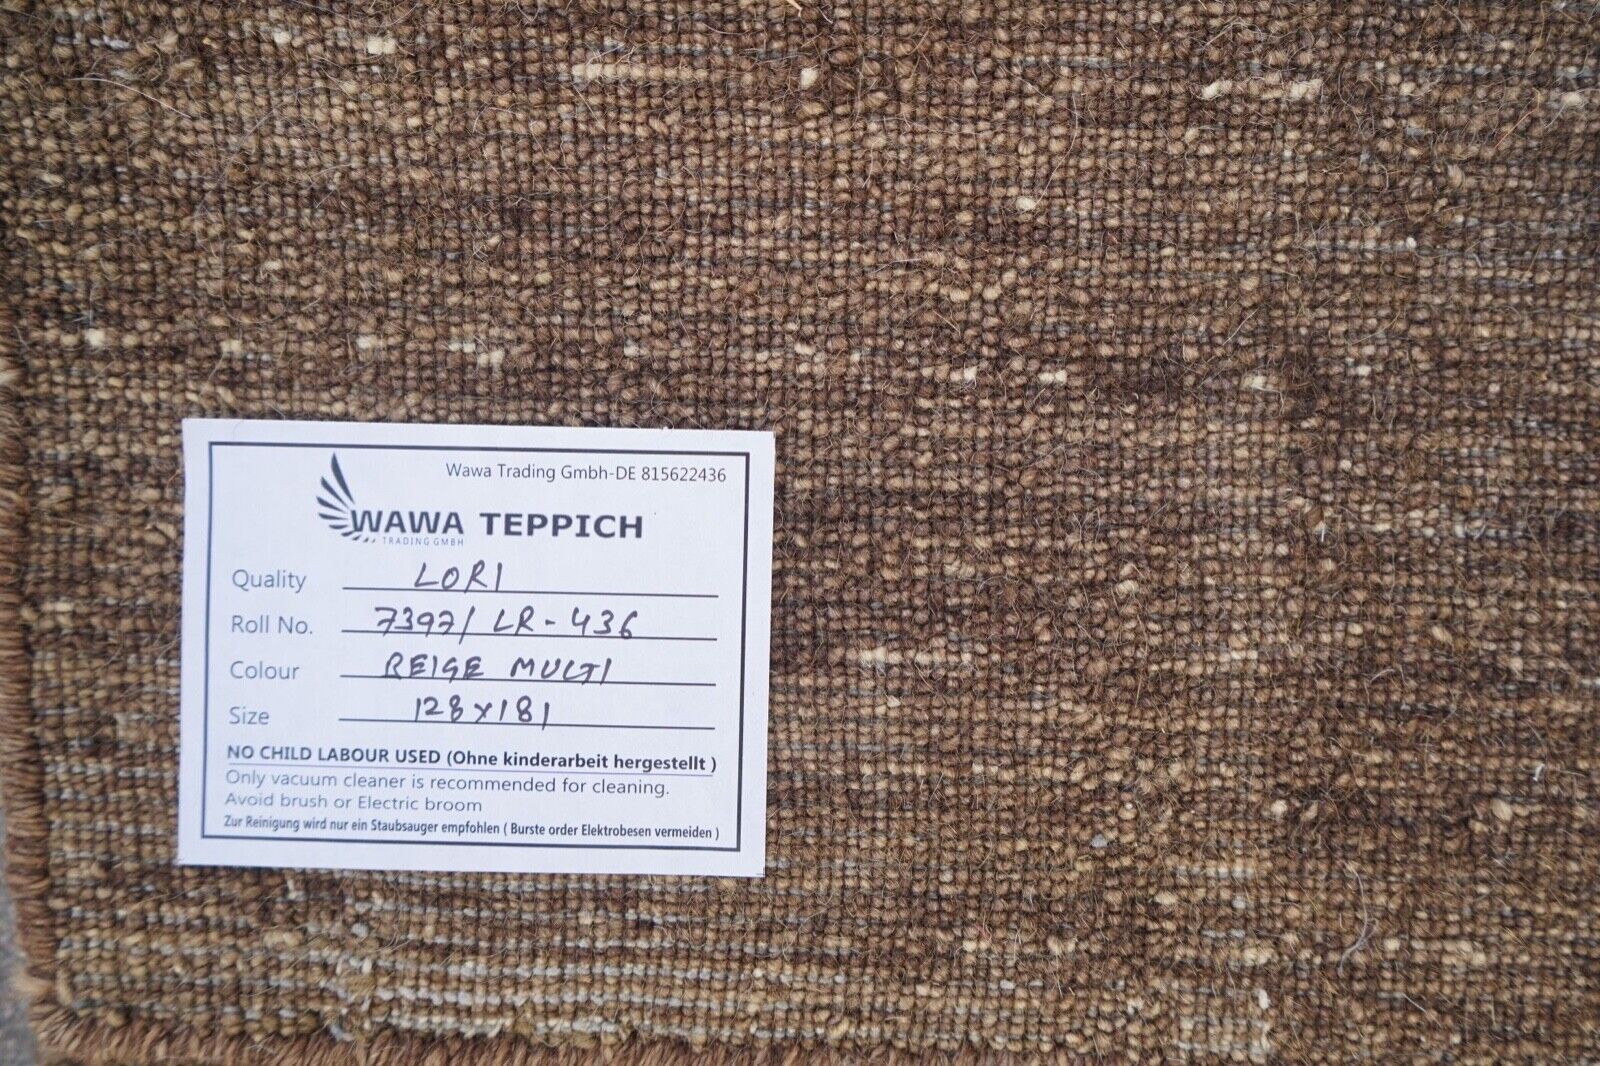 Wawa Trading Gmbh-DE 815622436
WAWA TEPPICH
TRADING GMBH
Quality LORI
Roll No. 7397/ LR-436
Colour BEIGE MULTI
Size 128x181
NO CHILD LABOUR USED (Ohne kinderarbeit hergestellt )
Only vacuum cleaner is recommended for cleaning.
Avoid brush or Electric broom
Zur Reinigung wird nur ein Staubsauger empfohlen ( Burste order Elektrobesen vermeiden )